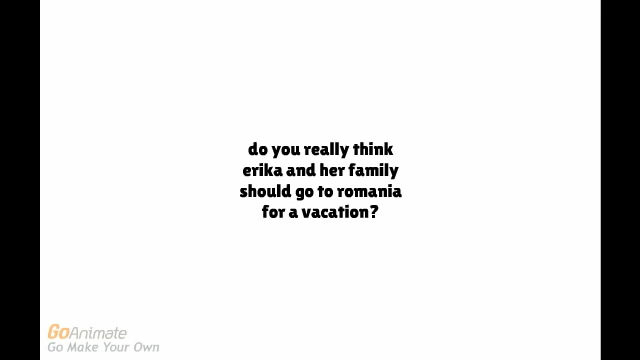 do you really think
erika and her family
should go to romania
for a vacation?
GoAnimate
Go Make Your Own